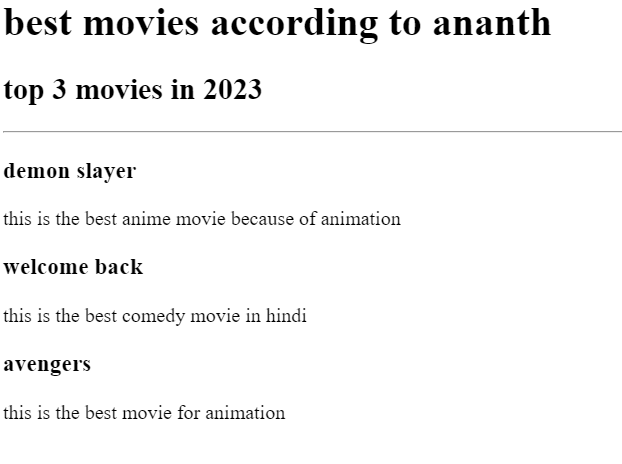 best movies according to ananth
top 3 movies in 2023
demon slayer
this is the best anime movie because of animation
welcome back
this is the best comedy movie in hindi
avengers
this is the best movie for animation